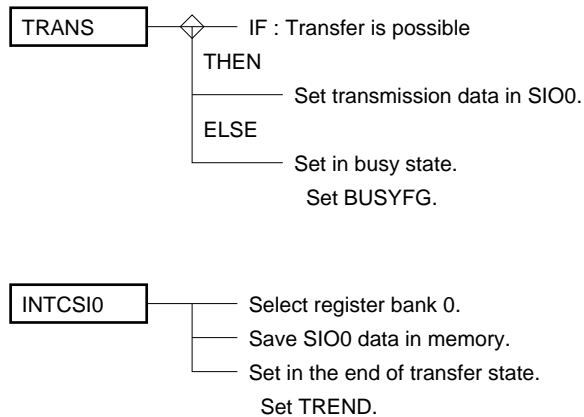 TRANS
IF : Transfer is possible
THEN
Set transmission data in SIO0.
ELSE
Set in busy state.
Set BUSYFG.
INTCSI0
Select register bank 0.
Save SIO0 data in memory.
Set in the end of transfer state.
Set TREND.